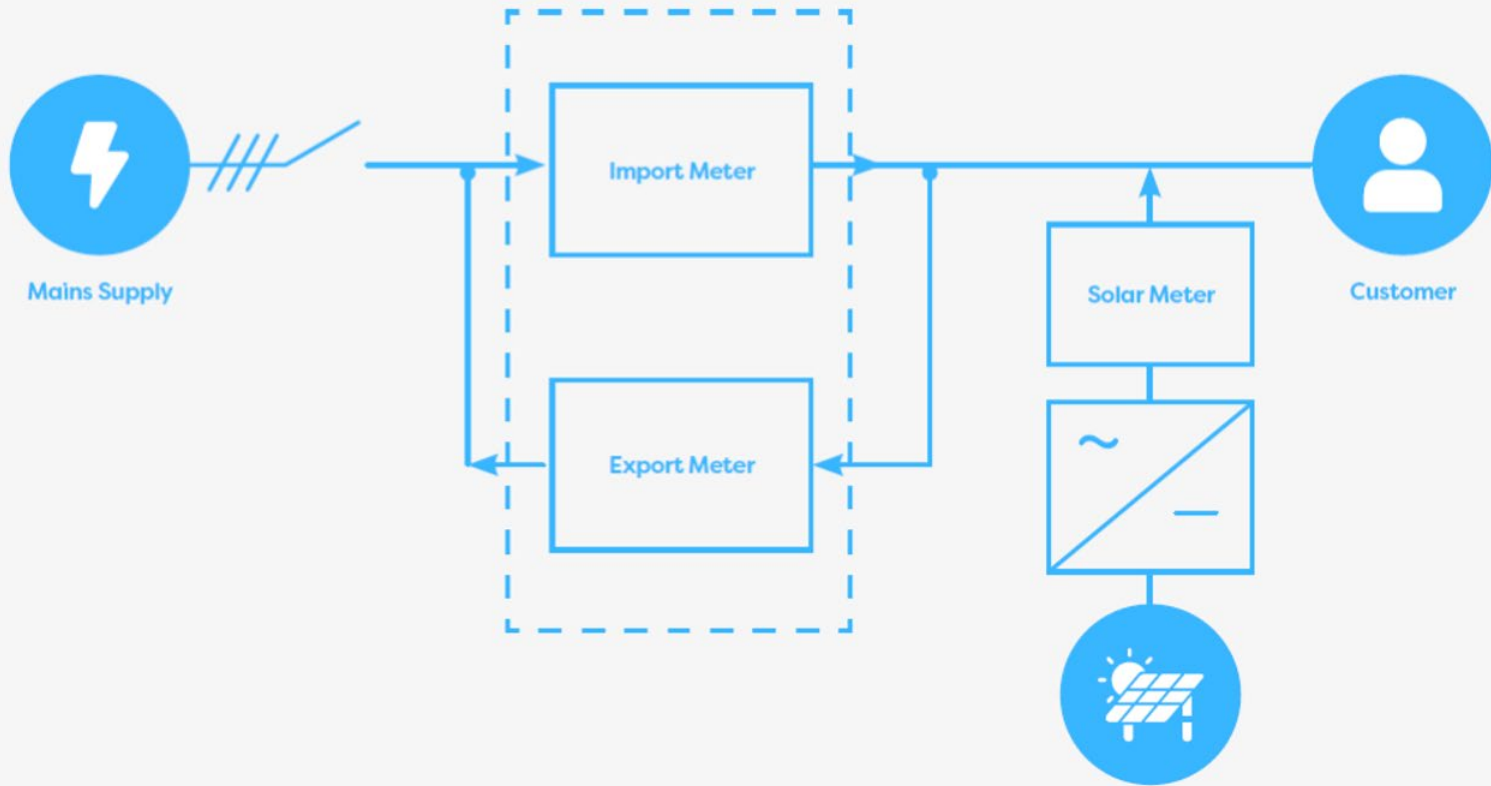 Import Meter
Mains Supply
Solar Meter
Customer
Export Meter